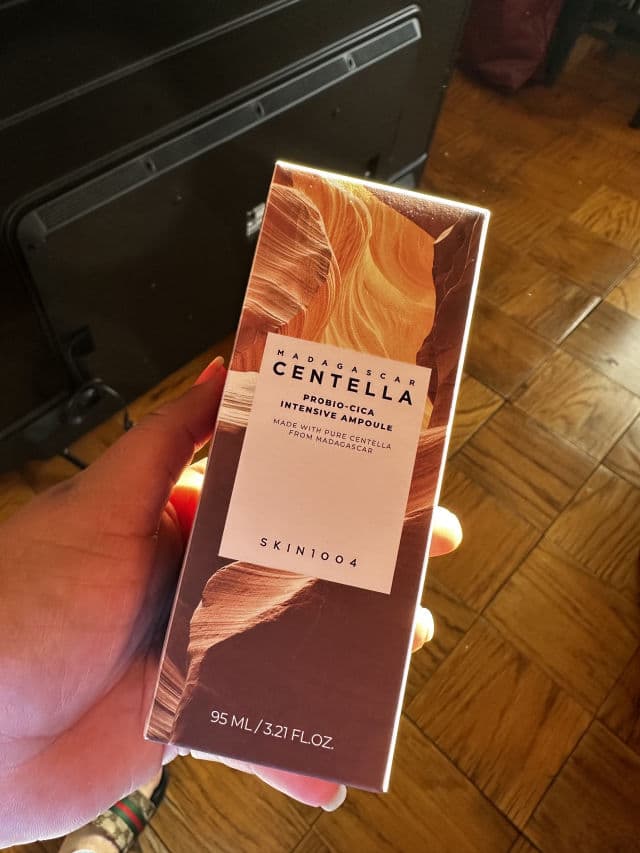 MADAGASCAR
CENTELLA
PROBIO-CICA
INTENSIVE AMPOULE
MADE WITH PURE CENTELLA
FROM MADAGASCAR
SKIN1004
95 ML / 3.21 FL.OZ.